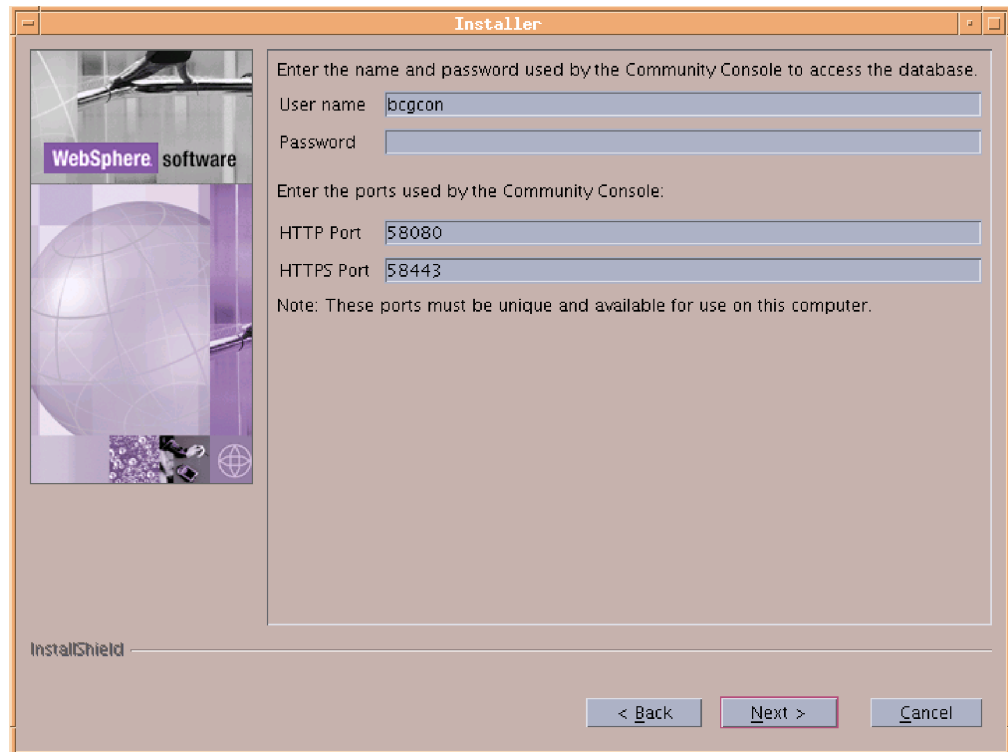 Installer
WebSphere software
Enter the name and password used by the Community Console to access the database.
User name bcgcon
Password
Enter the ports used by the Community Console:
HTTP Port 58080
HTTPS Port 58443
Note: These ports must be unique and available for use on this computer.
InstallShield
< Back Next > Cancel